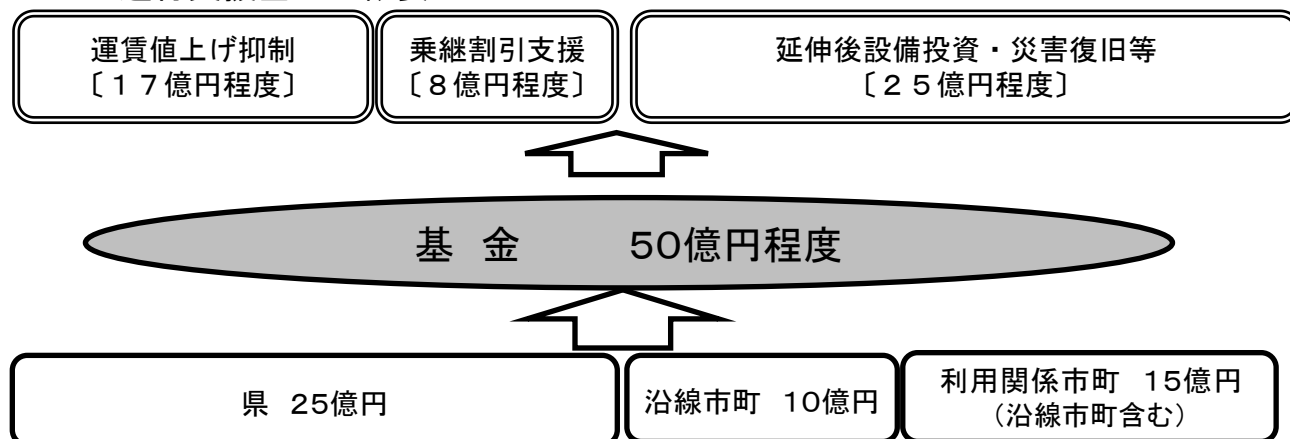 運賃値上げ抑制
〔17億円程度〕
乗継割引支援
〔8億円程度〕
延伸後設備投資・災害復旧等
〔25億円程度〕
基 金 50億円程度
県 25億円
沿線市町 10億円
利用関係市町 15億円
(沿線市町含む)